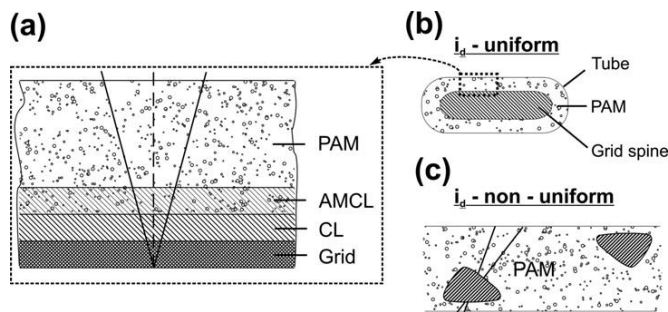 (a)
PAM
AMCL
CL
Grid
(b)
i_d - uniform
Tube
PAM
Grid spine
(c)
i_d - non - uniform
PAM